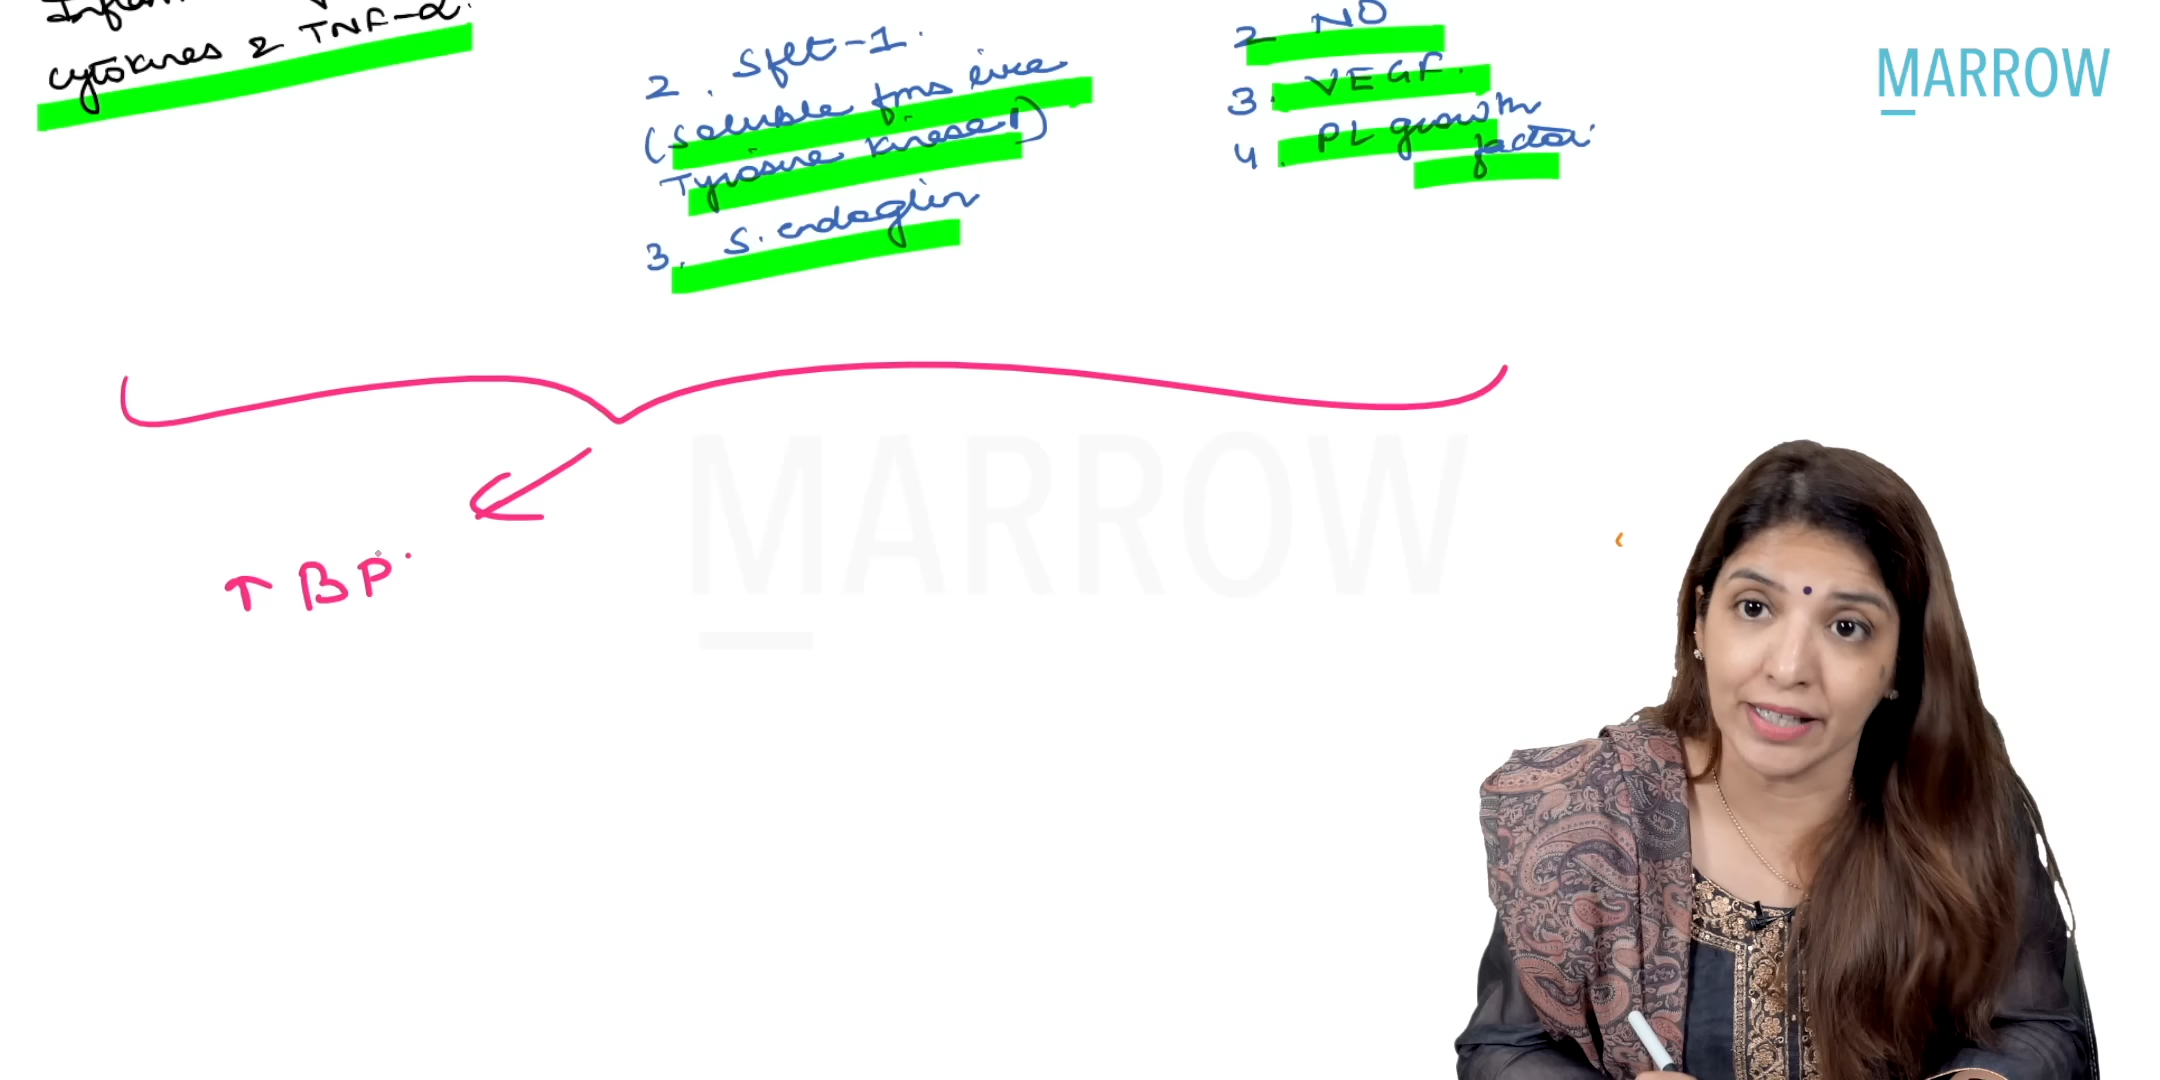 cytokines & TNF-α.
2. Sflt-1.
(soluble fms like
Tyrosine kinase 1)
3. S. endoglin
2 NO
3. VEGF.
4. PL growth
factor
MARROW
MARROW
↑ BP.